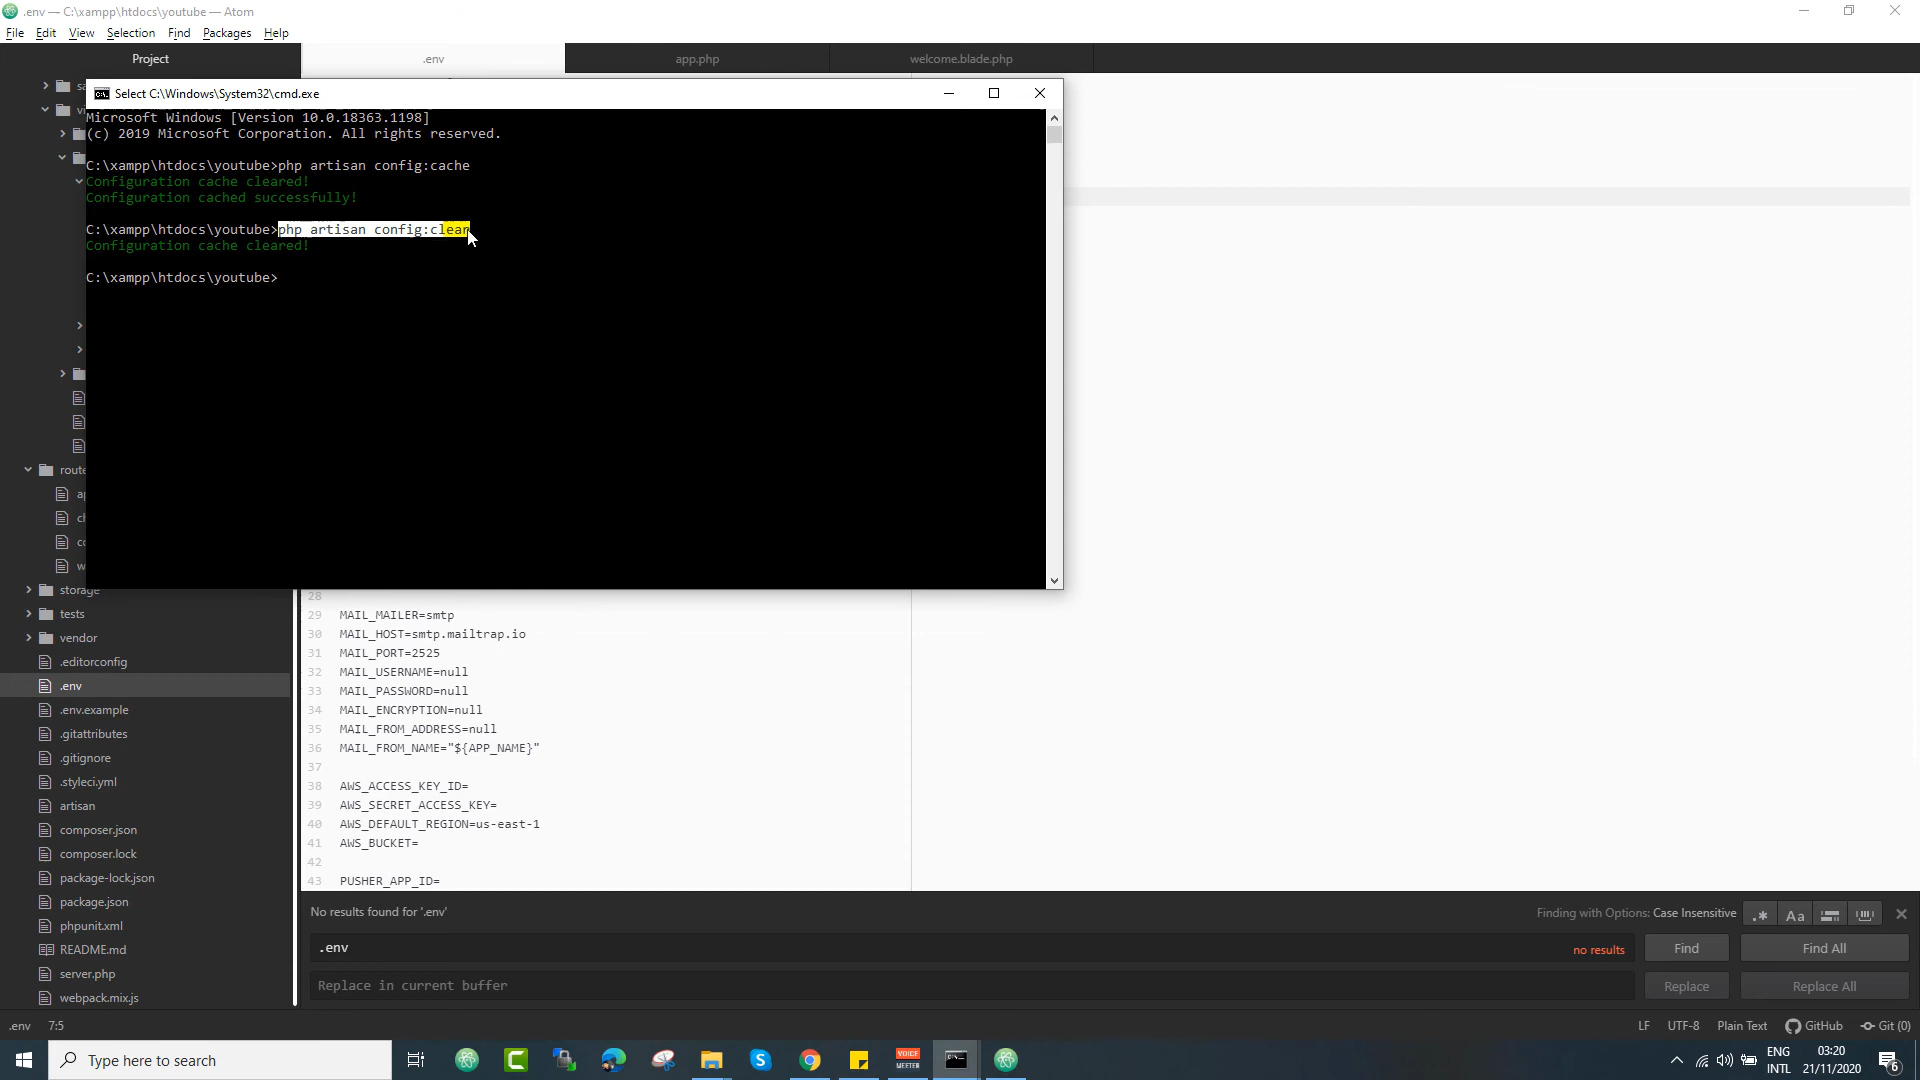 .env — C:\xampp\htdocs\youtube — Atom
File Edit View Selection Find Packages Help
Project
.env
app.php
welcome.blade.php
Select C:\Windows\System32\cmd.exe
Microsoft Windows [Version 10.0.18363.1198]
(c) 2019 Microsoft Corporation. All rights reserved.
C:\xampp\htdocs\youtube>php artisan config:cache
Configuration cache cleared!
Configuration cached successfully!
C:\xampp\htdocs\youtube>php artisan config:clear
Configuration cache cleared!
C:\xampp\htdocs\youtube>
route
storage
tests
vendor
.editorconfig
.env
.env.example
.gitattributes
.gitignore
.styleci.yml
artisan
composer.json
composer.lock
package-lock.json
package.json
phpunit.xml
README.md
server.php
webpack.mix.js
28
29 MAIL_MAILER=smtp
30 MAIL_HOST=smtp.mailtrap.io
31 MAIL_PORT=2525
32 MAIL_USERNAME=null
33 MAIL_PASSWORD=null
34 MAIL_ENCRYPTION=null
35 MAIL_FROM_ADDRESS=null
36 MAIL_FROM_NAME="${APP_NAME}"
37
38 AWS_ACCESS_KEY_ID=
39 AWS_SECRET_ACCESS_KEY=
40 AWS_DEFAULT_REGION=us-east-1
41 AWS_BUCKET=
42
43 PUSHER_APP_ID=
No results found for '.env'
Finding with Options: Case Insensitive
.* Aa
.env
no results
Find
Find All
Replace in current buffer
Replace
Replace All
.env 7:5
LF UTF-8 Plain Text GitHub Git (0)
Type here to search
VOICE MEETER
ENG
INTL
03:20
21/11/2020
6